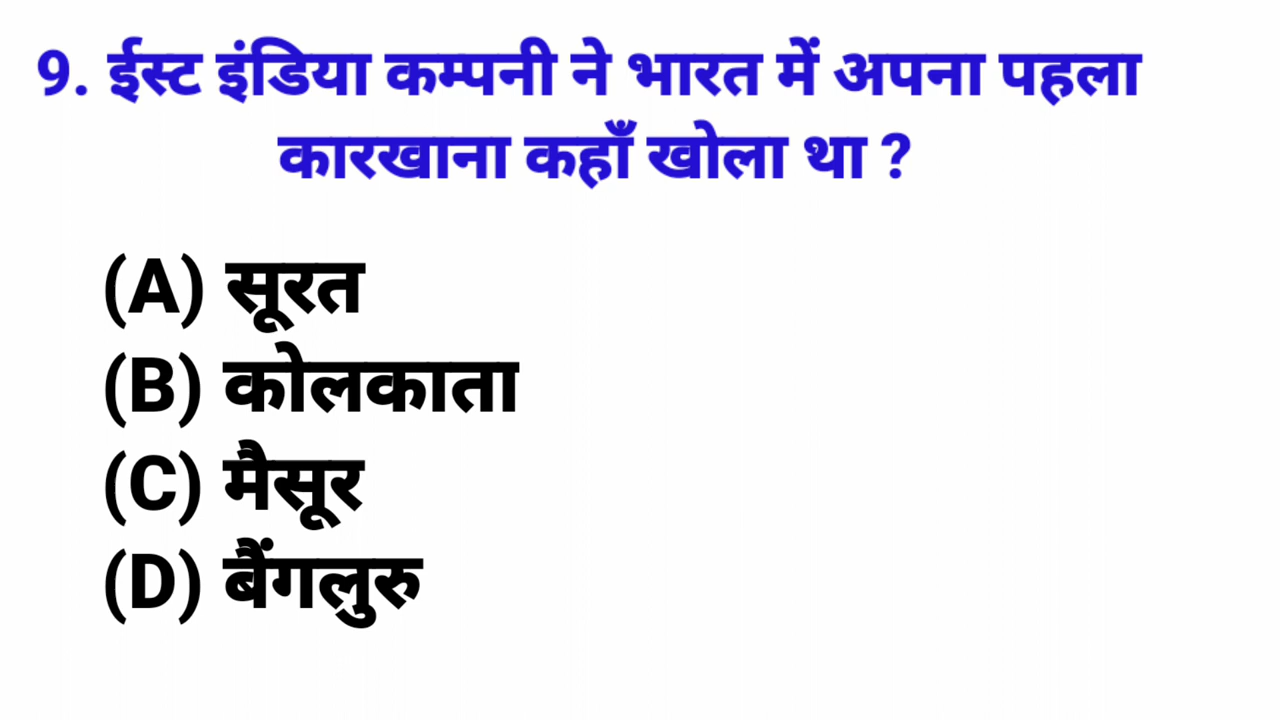 9. ईस्ट इंडिया कम्पनी ने भारत में अपना पहला
कारखाना कहाँ खोला था ?
(A) सूरत
(B) कोलकाता
(C) मैसूर
(D) बैंगलुरु